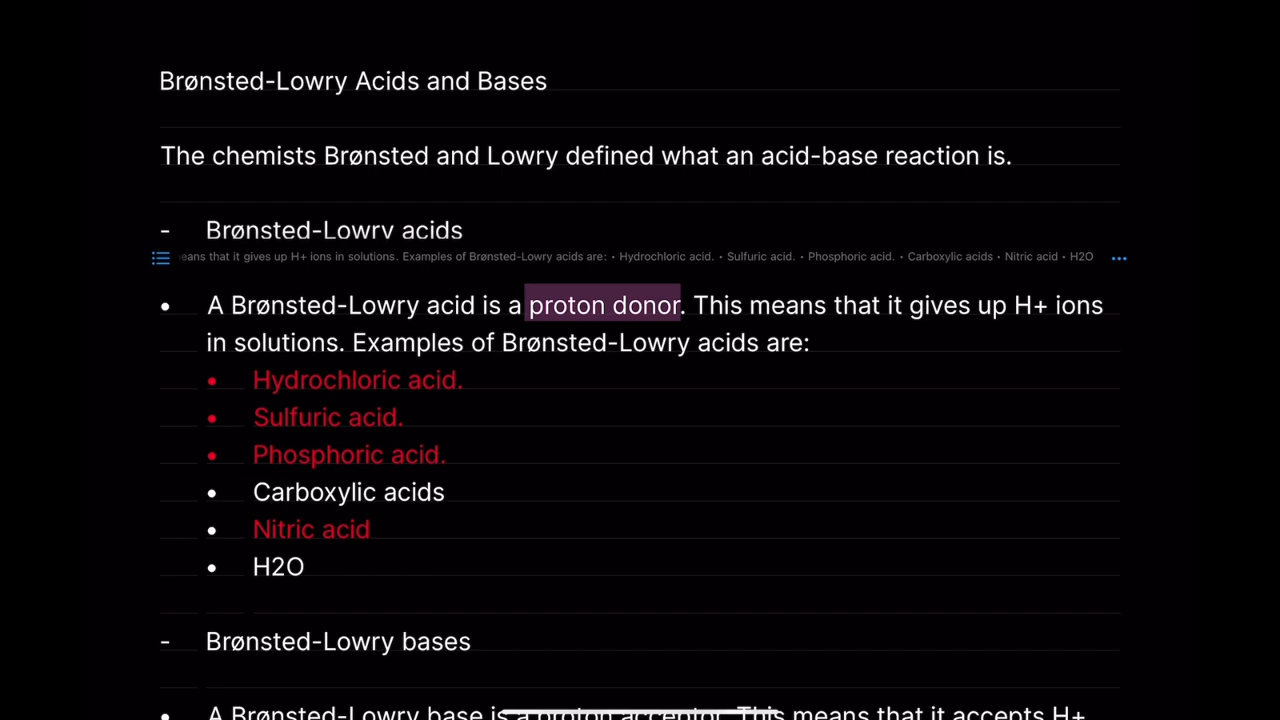 Brønsted-Lowry Acids and Bases
The chemists Brønsted and Lowry defined what an acid-base reaction is.
- Brønsted-Lowry acids
eans that it gives up H+ ions in solutions. Examples of Brønsted-Lowry acids are: • Hydrochloric acid. • Sulfuric acid. • Phosphoric acid. • Carboxylic acids • Nitric acid • H2O
• A Brønsted-Lowry acid is a proton donor. This means that it gives up H+ ions
in solutions. Examples of Brønsted-Lowry acids are:
• Hydrochloric acid.
• Sulfuric acid.
• Phosphoric acid.
• Carboxylic acids
• Nitric acid
• H2O
- Brønsted-Lowry bases
• A Brønsted-Lowry base is a proton acceptor. This means that it accepts H+